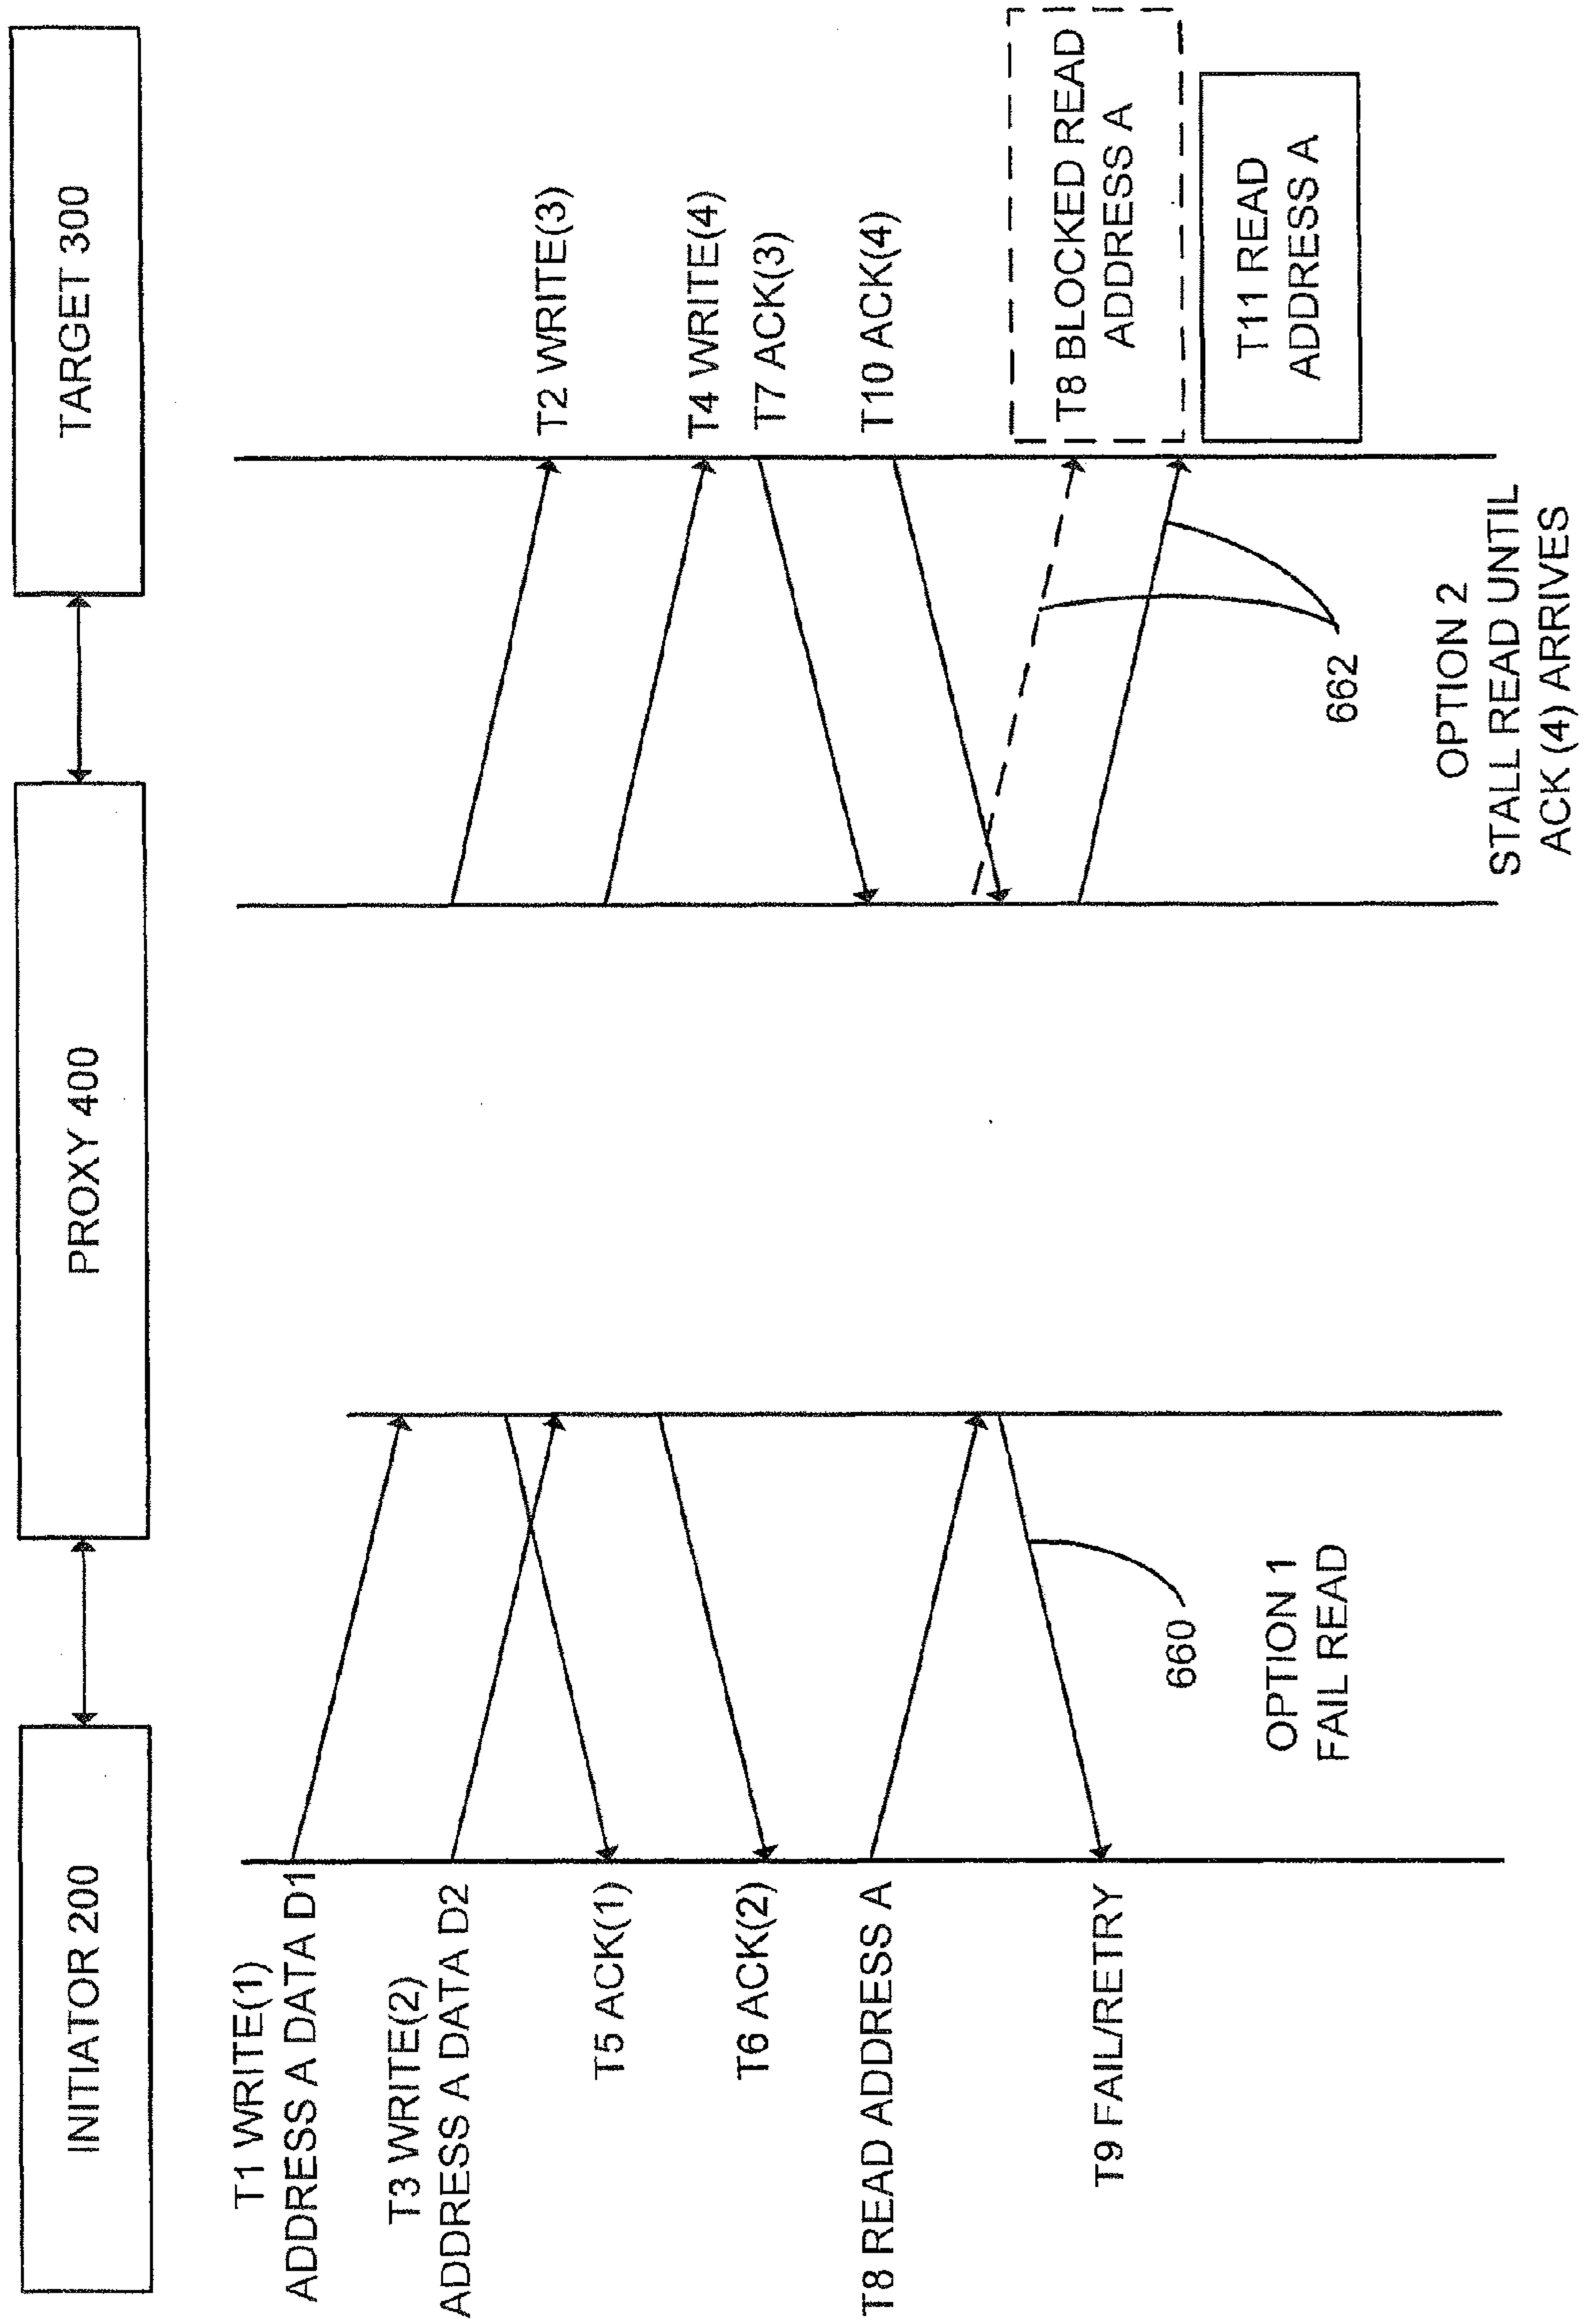 INITIATOR 200
PROXY 400
TARGET 300
T1 WRITE(1)
ADDRESS A DATA D1
T3 WRITE(2)
ADDRESS A DATA D2
T5 ACK(1)
T6 ACK(2)
T8 READ ADDRESS A
T9 FAIL/RETRY
660
OPTION 1
FAIL READ
T2 WRITE(3)
T4 WRITE(4)
T7 ACK(3)
T10 ACK(4)
T8 BLOCKED READ
ADDRESS A
T11 READ
ADDRESS A
662
OPTION 2
STALL READ UNTIL
ACK (4) ARRIVES